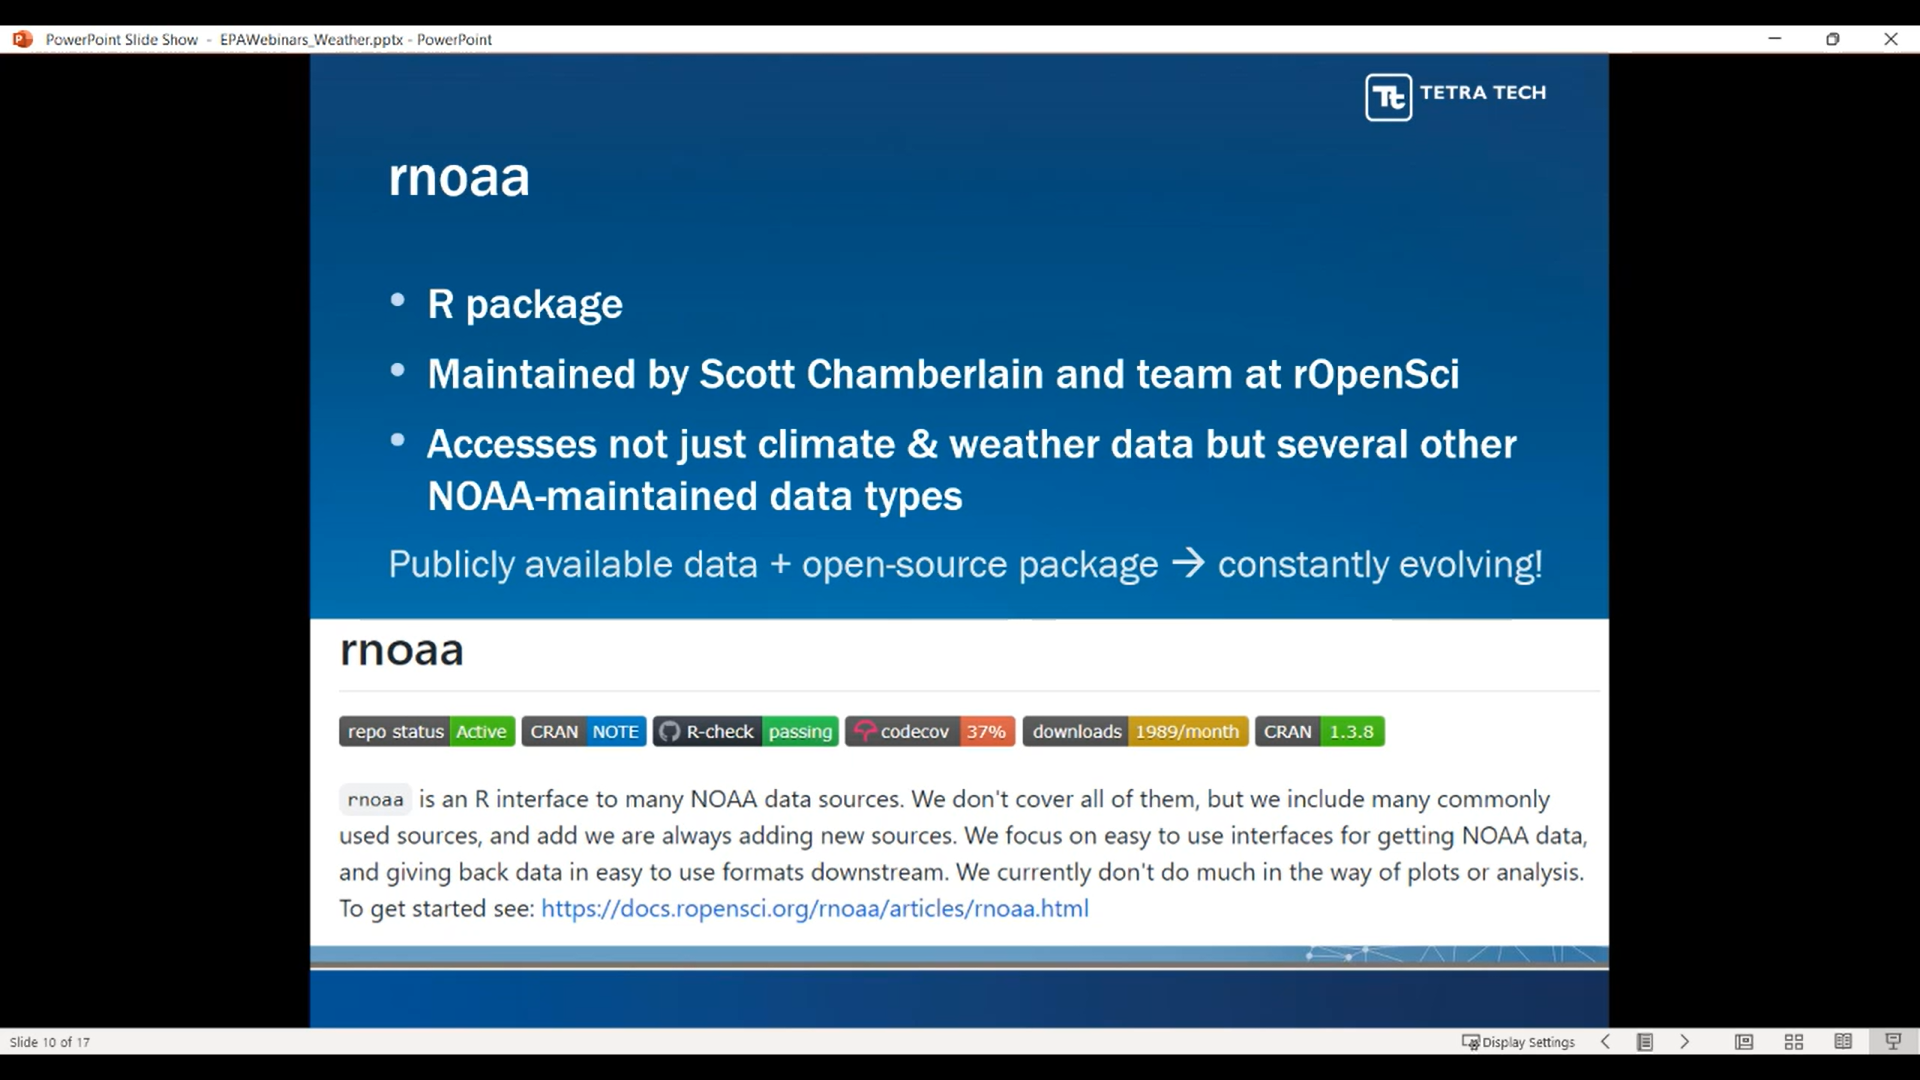 PowerPoint Slide Show - EPAWebinars_Weather.pptx - PowerPoint
Tt TETRA TECH
rnoaa
• R package
• Maintained by Scott Chamberlain and team at rOpenSci
• Accesses not just climate & weather data but several other
NOAA-maintained data types
Publicly available data + open-source package → constantly evolving!
rnoaa
repo status Active CRAN NOTE R-check passing codecov 37% downloads 1989/month CRAN 1.3.8
rnoaa is an R interface to many NOAA data sources. We don't cover all of them, but we include many commonly
used sources, and add we are always adding new sources. We focus on easy to use interfaces for getting NOAA data,
and giving back data in easy to use formats downstream. We currently don't do much in the way of plots or analysis.
To get started see: https://docs.ropensci.org/rnoaa/articles/rnoaa.html
Slide 10 of 17 Display Settings